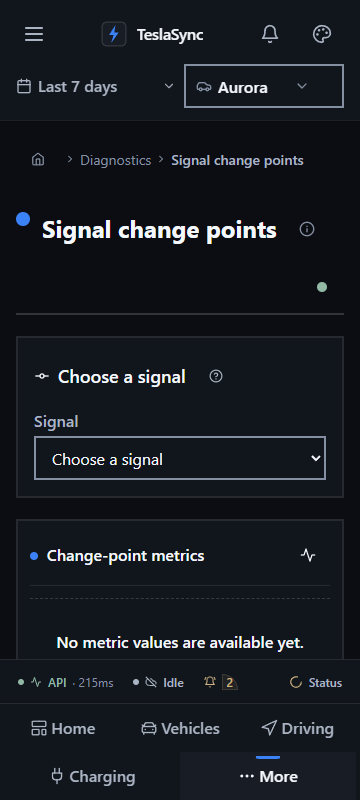 TeslaSync
Last 7 days
Aurora
Diagnostics
Signal change points
Signal change points
Choose a signal
Signal
Choose a signal
Change-point metrics
No metric values are available yet.
API · 215ms
Idle
2
Status
Home
Vehicles
Driving
Charging
More